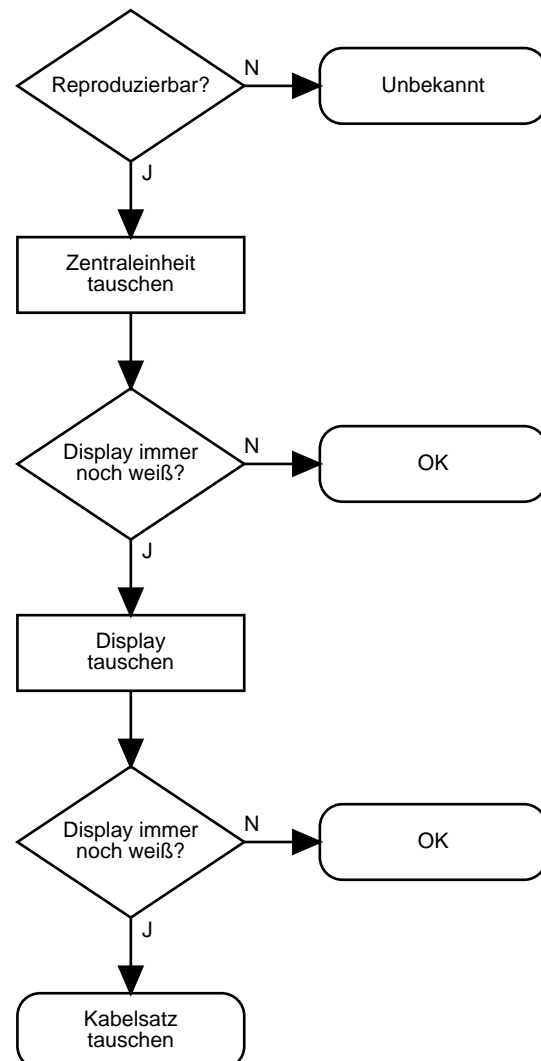 Reproduzierbar?
N
Unbekannt
J
Zentraleinheit
tauschen
Display immer
noch weiß?
N
OK
J
Display
tauschen
Display immer
noch weiß?
N
OK
J
Kabelsatz
tauschen